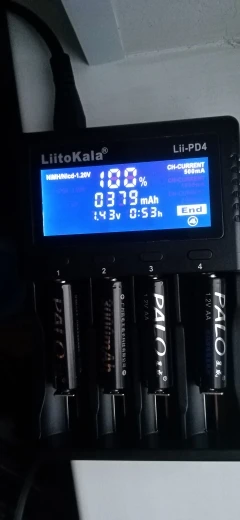 LiitoKala® Lii-PD4
NiMH/Nicd-1.20V 100% CH-CURRENT
500mA
0379mAh
1.43v 0:53h End
4
1 2 3 4
PALO
PALO
1.2V AA
PALO
1.2V AA